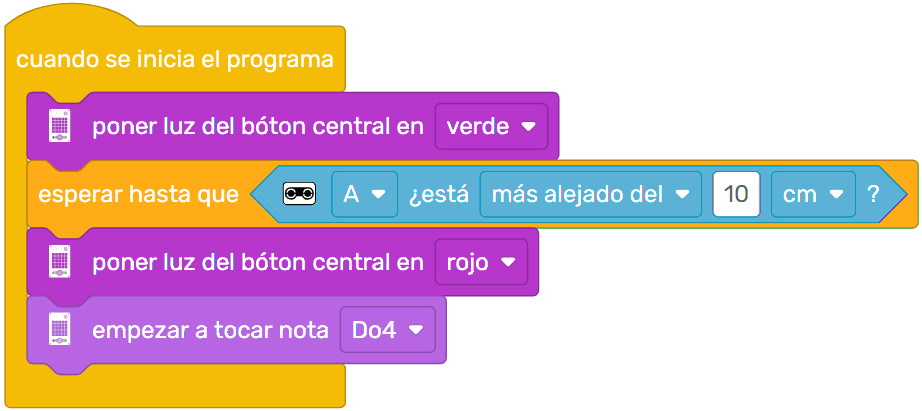 cuando se inicia el programa
poner luz del bóton central en verde
esperar hasta que A ¿está más alejado del 10 cm ?
poner luz del bóton central en rojo
empezar a tocar nota Do4